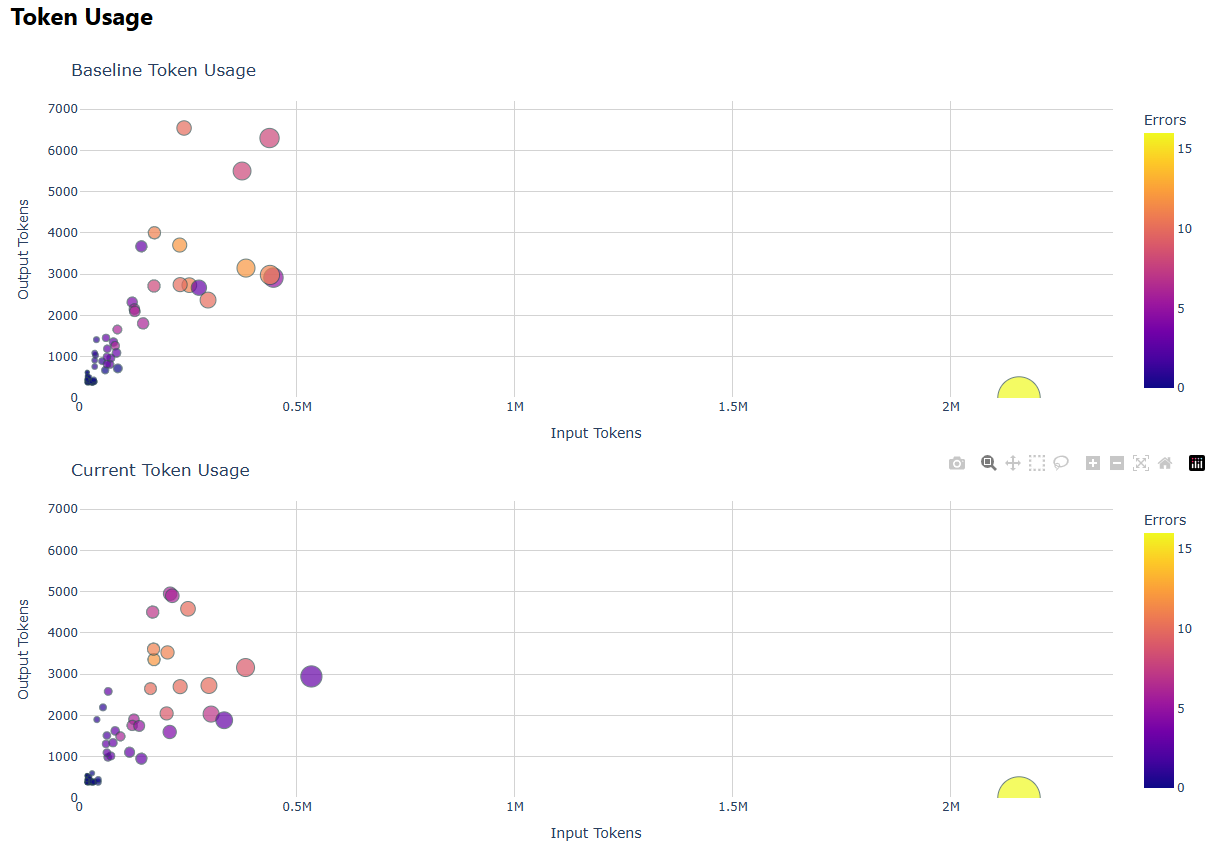 Token Usage
Baseline Token Usage
Output Tokens
7000
6000
5000
4000
3000
2000
1000
0
0
0.5M
1M
1.5M
2M
Input Tokens
Errors
15
10
5
0
Current Token Usage
Output Tokens
7000
6000
5000
4000
3000
2000
1000
0
0
0.5M
1M
1.5M
2M
Input Tokens
Errors
15
10
5
0